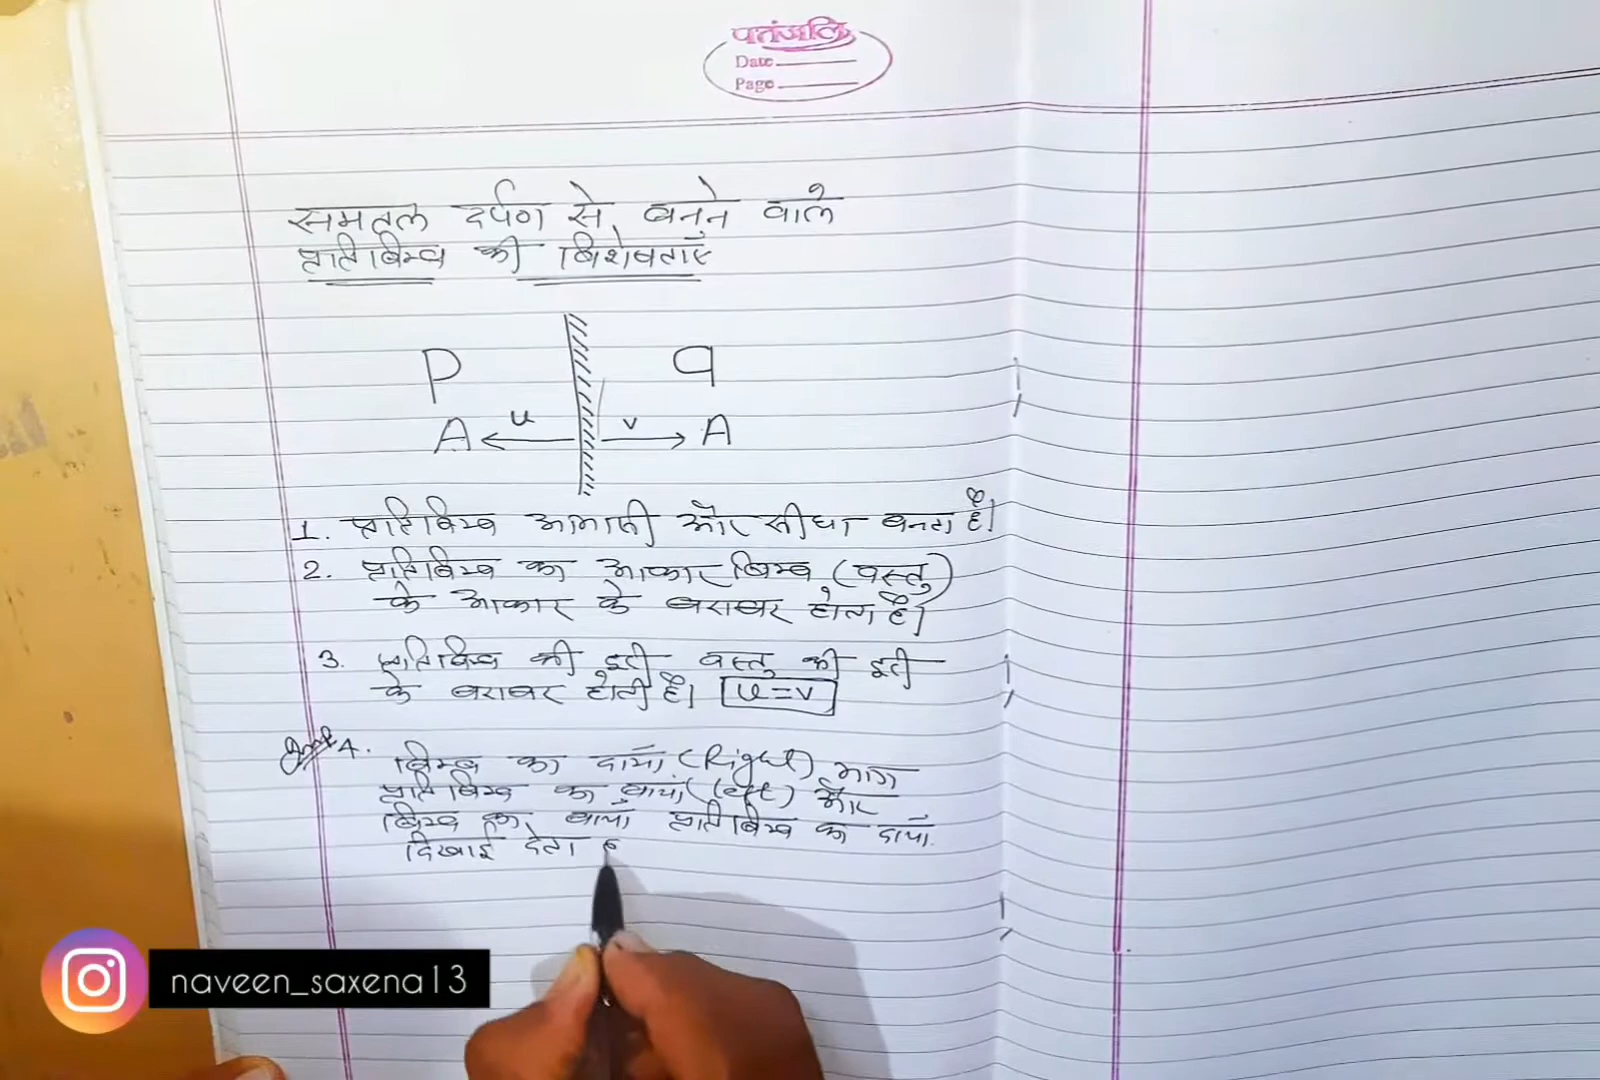 पतंजलि
Date
Page
समतल दर्पण से बनने वाले
प्रतिबिम्ब की विशेषताएँ
P
q
A u v A
1. प्रतिबिम्ब आभासी और सीधा बनता है।
2. प्रतिबिम्ब का आकार बिम्ब (वस्तु)
के आकार के बराबर होता है।
3. प्रतिबिम्ब की दूरी वस्तु की दूरी
के बराबर होती है। u=v
4. बिम्ब का दायाँ (Right) भाग
प्रतिबिम्ब का बायां (left) और
बिम्ब का बायाँ प्रतिबिम्ब का दायाँ
दिखाई देता
naveen_saxena13